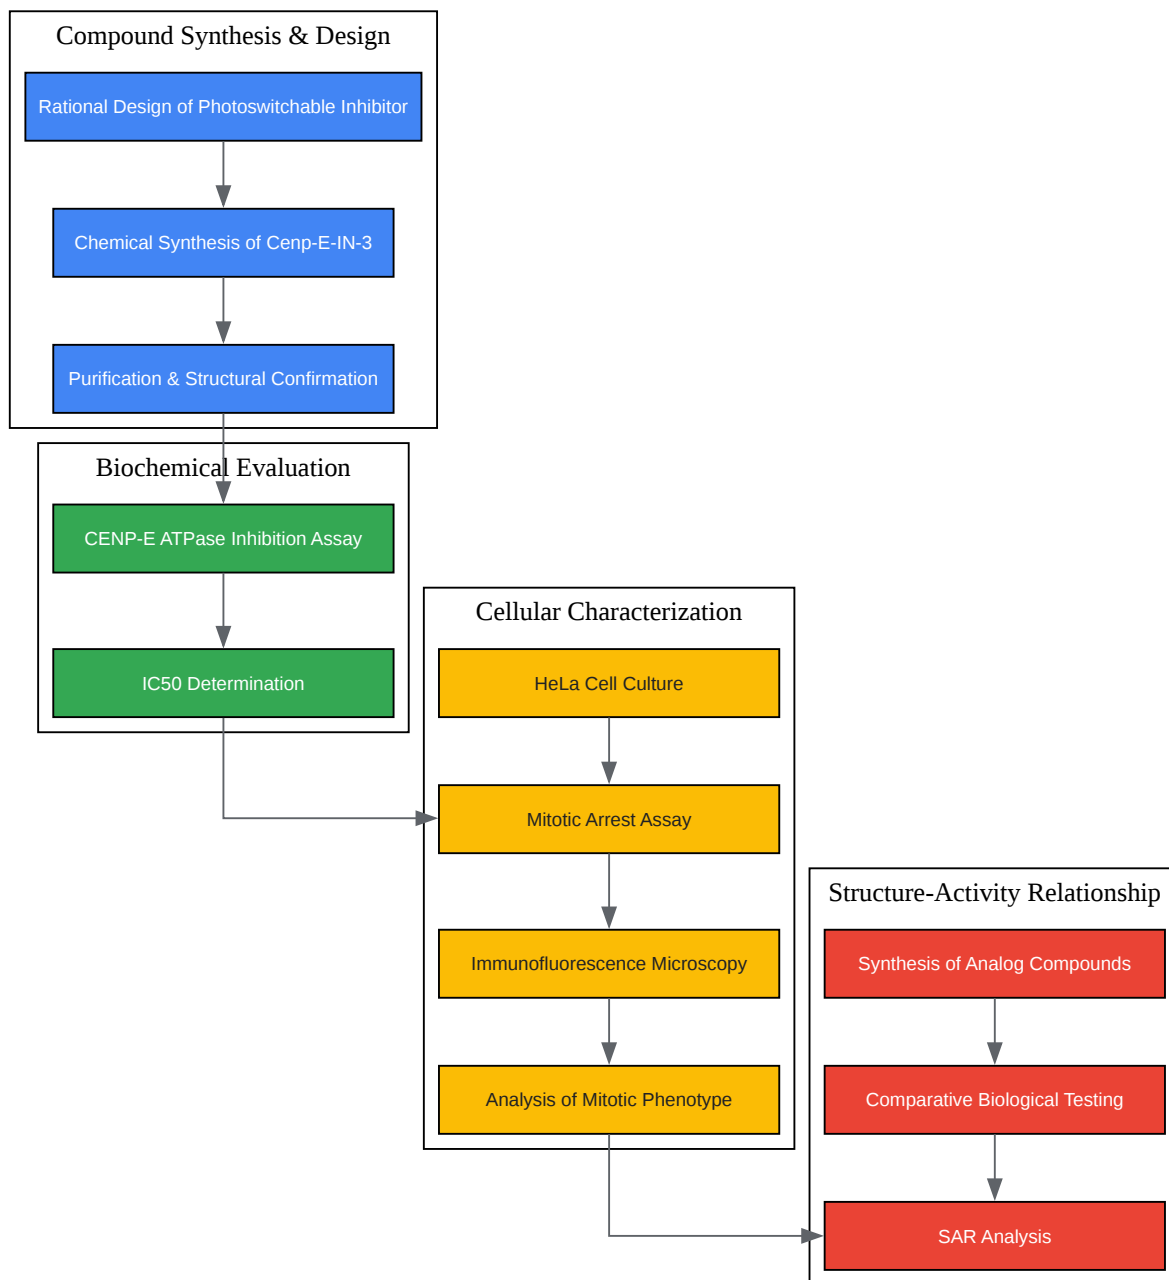 Compound Synthesis & Design
Rational Design of Photoswitchable Inhibitor
Chemical Synthesis of Cenp-E-IN-3
Purification & Structural Confirmation
Biochemical Evaluation
CENP-E ATPase Inhibition Assay
IC50 Determination
Cellular Characterization
HeLa Cell Culture
Mitotic Arrest Assay
Immunofluorescence Microscopy
Analysis of Mitotic Phenotype
Structure-Activity Relationship
Synthesis of Analog Compounds
Comparative Biological Testing
SAR Analysis